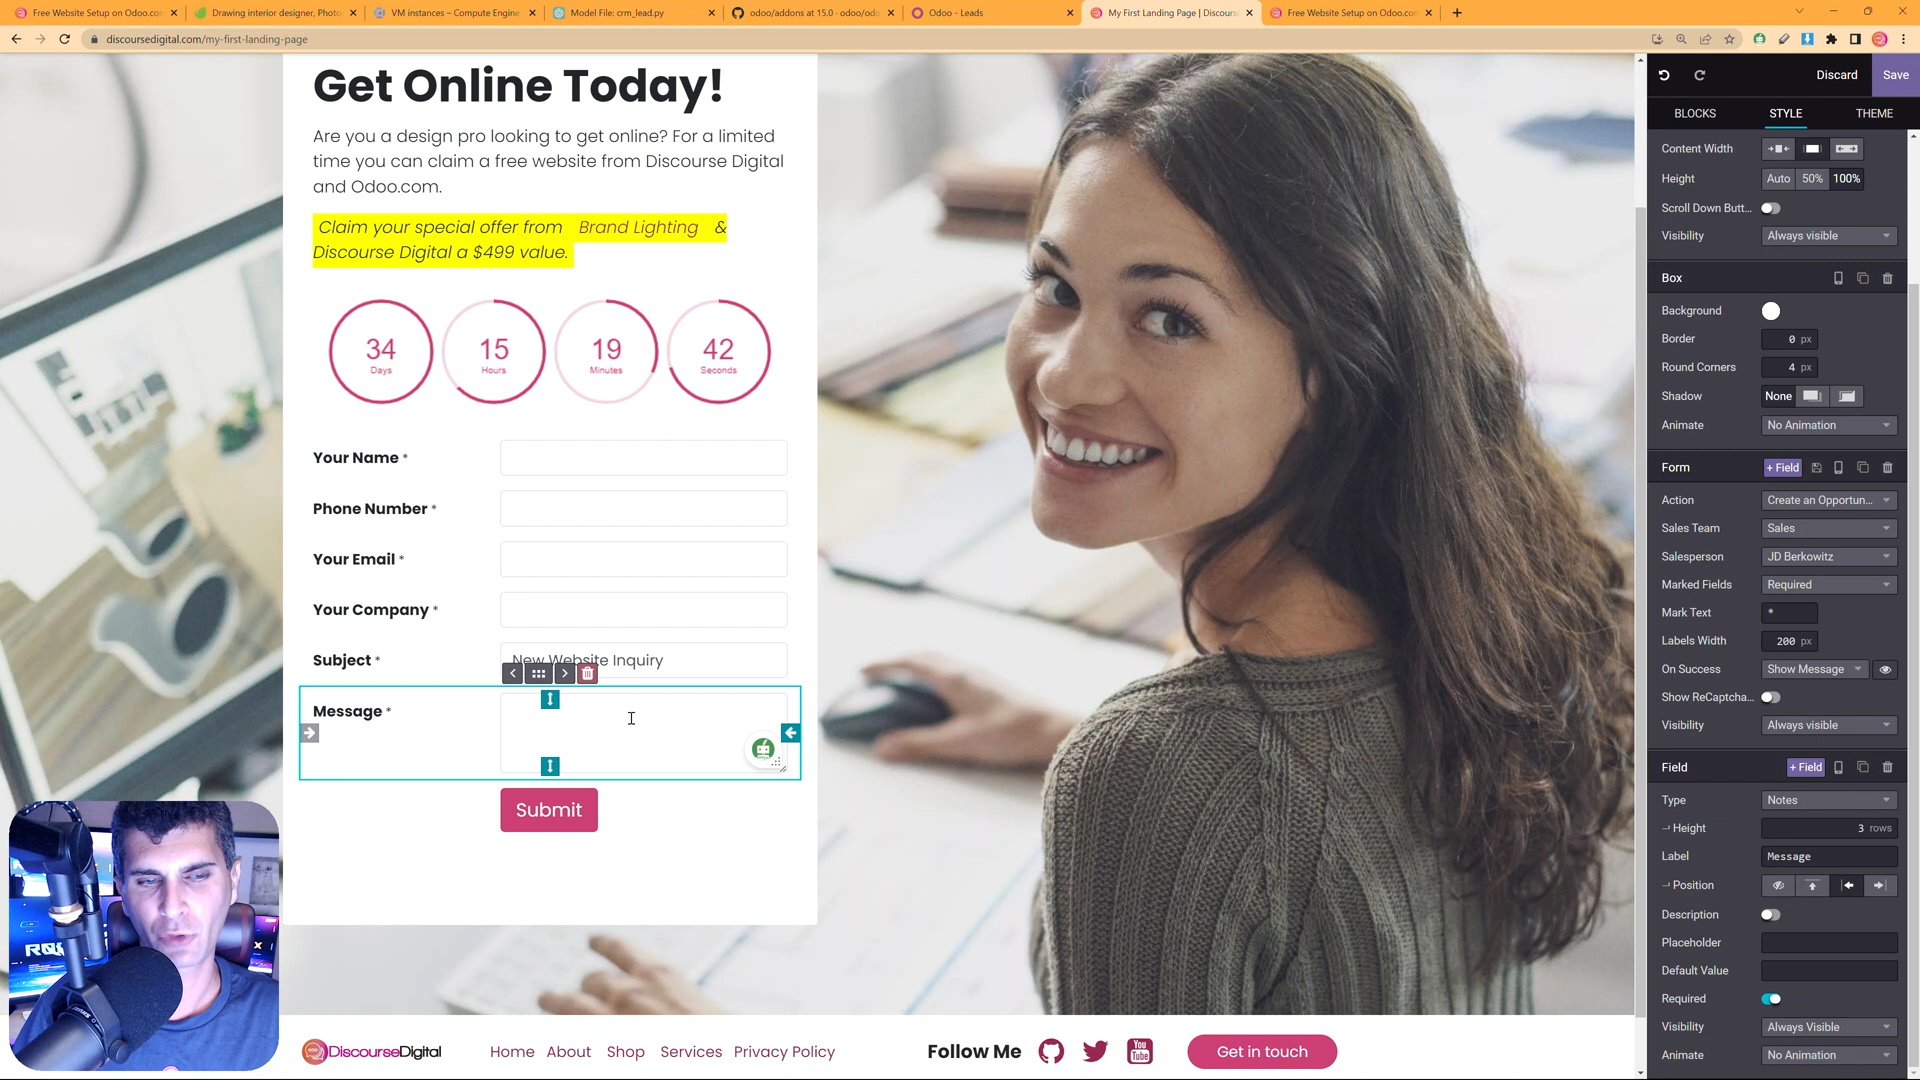 Free Website Setup on Odoo.con
Drawing interior designer, Photo
VM instances – Compute Engine
Model File: crm_lead.py
odoo/addons at 15.0 · odoo/odo
Odoo - Leads
My First Landing Page | Discours
Free Website Setup on Odoo.con
discoursedigital.com/my-first-landing-page
Discard
Save
BLOCKS
STYLE
THEME
Get Online Today!
Are you a design pro looking to get online? For a limited
time you can claim a free website from Discourse Digital
and Odoo.com.
Claim your special offer from Brand Lighting &
Discourse Digital a $499 value.
34
Days
15
Hours
19
Minutes
42
Seconds
Your Name *
Phone Number *
Your Email *
Your Company *
Subject *
New Website Inquiry
Message *
Submit
Content Width
Height
Auto
50%
100%
Scroll Down Butt...
Visibility
Always visible
Box
Background
Border
0 px
Round Corners
4 px
Shadow
None
Animate
No Animation
Form
+ Field
Action
Create an Opportun...
Sales Team
Sales
Salesperson
JD Berkowitz
Marked Fields
Required
Mark Text
*
Labels Width
200 px
On Success
Show Message
Show ReCaptcha...
Visibility
Always visible
Field
+ Field
Type
Notes
Height
3 rows
Label
Message
Position
Description
Placeholder
Default Value
Required
Visibility
Always Visible
Animate
No Animation
DiscourseDigital
Home
About
Shop
Services
Privacy Policy
Follow Me
You
Tube
Get in touch